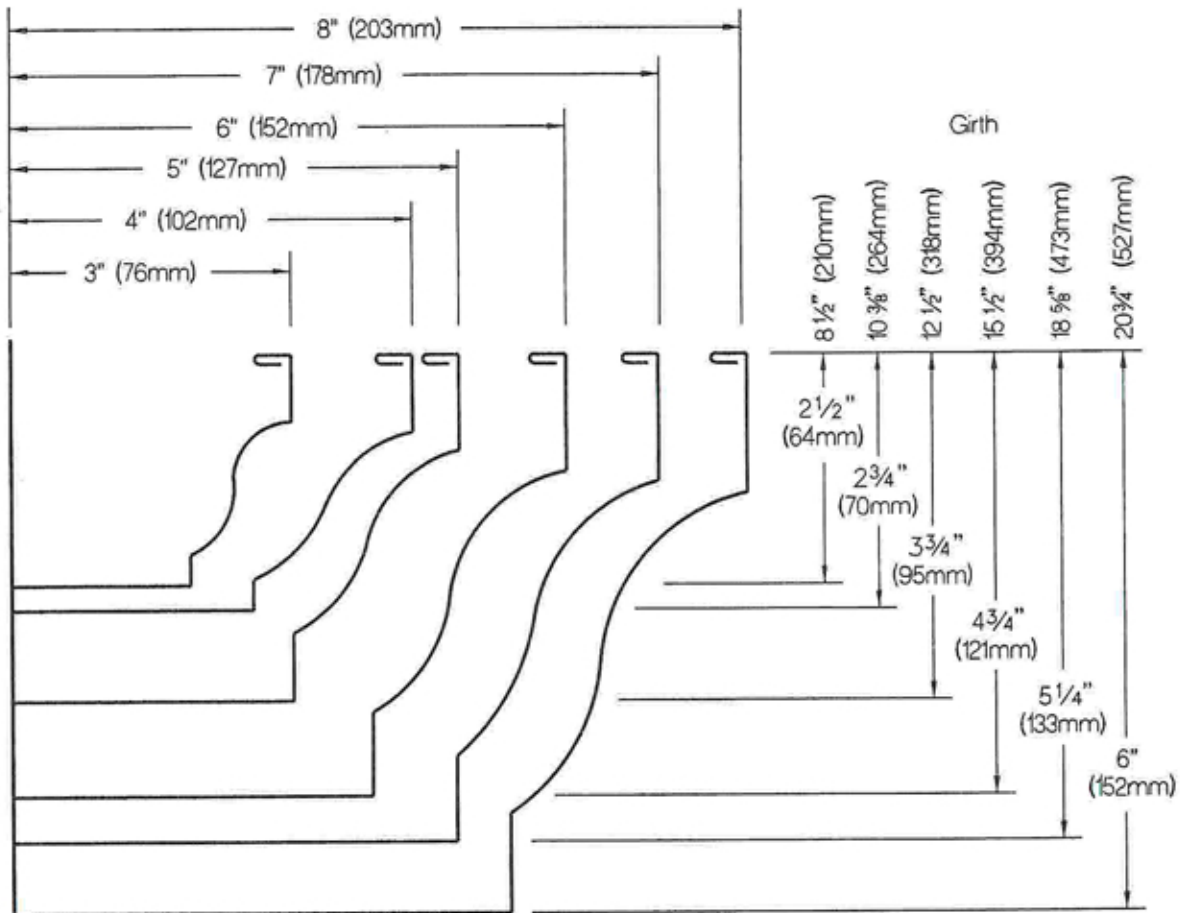 8" (203mm)
7" (178mm)
6" (152mm)
5" (127mm)
4" (102mm)
3" (76mm)
Girth
8 1/2" (210mm)
10 3/8" (264mm)
12 1/2" (318mm)
15 1/2" (394mm)
18 5/8" (473mm)
20 3/4" (527mm)
2 1/2"
(64mm)
2 3/4"
(70mm)
3 3/4"
(95mm)
4 3/4"
(121mm)
5 1/4"
(133mm)
6"
(152mm)